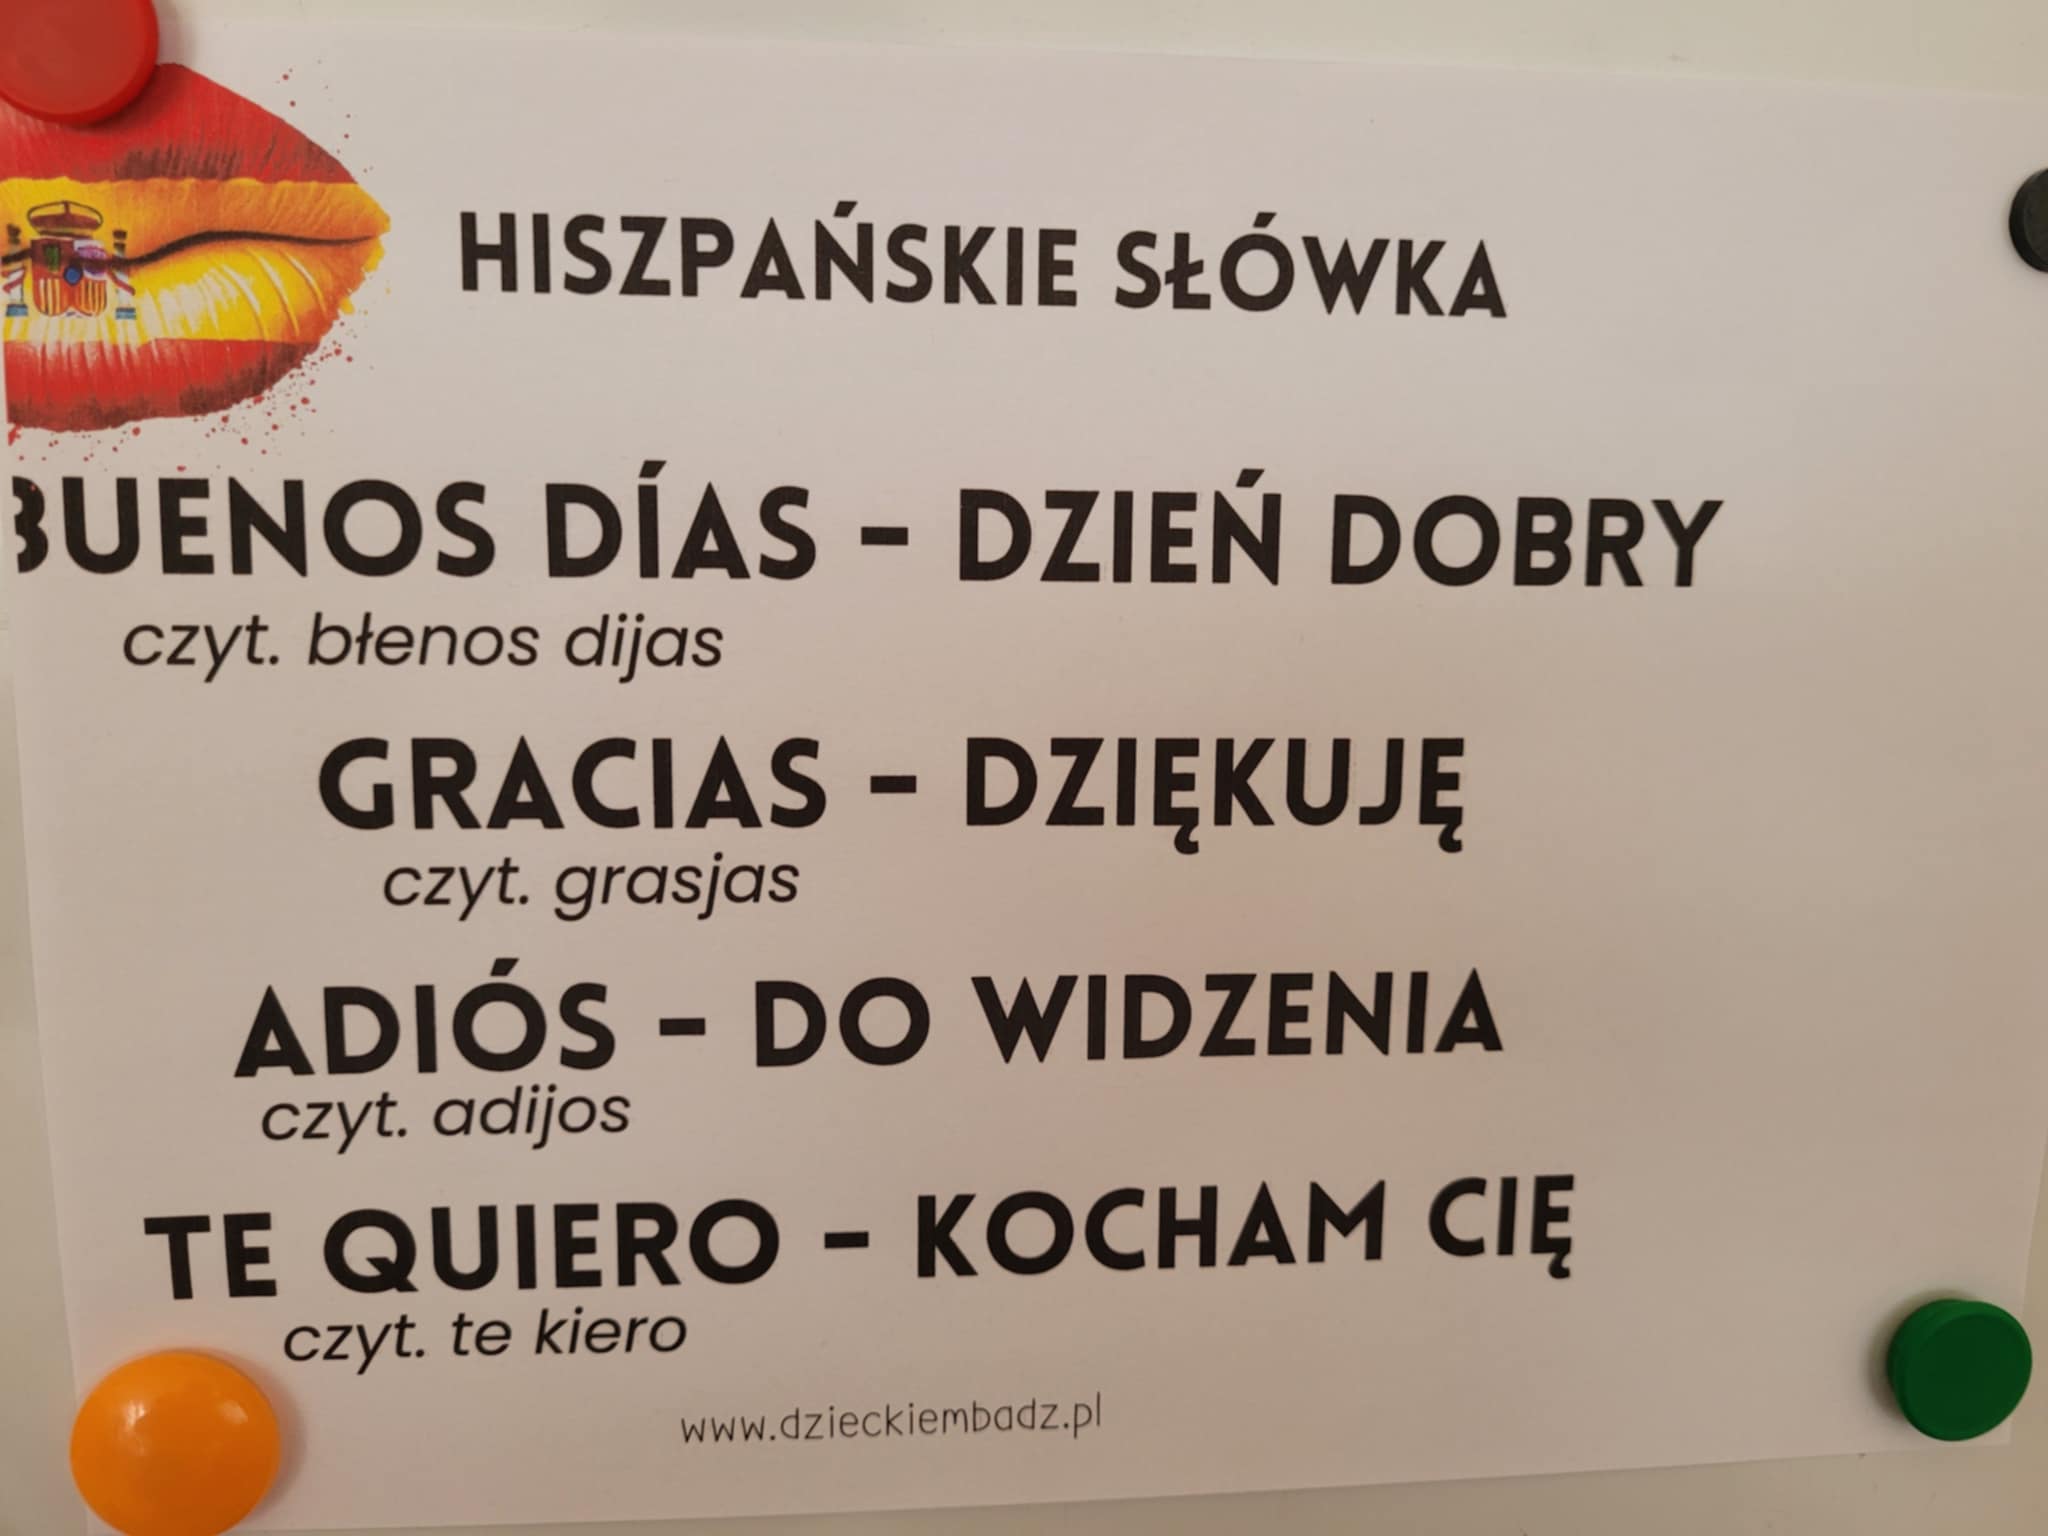 HISZPAŃSKIE SŁÓWKA
BUENOS DÍAS - DZIEŃ DOBRY
czyt. błenos dijas
GRACIAS - DZIĘKUJĘ
czyt. grasjas
ADIÓS - DO WIDZENIA
czyt. adijos
TE QUIERO - KOCHAM CIĘ
czyt. te kiero
www.dzieckiembadz.pl